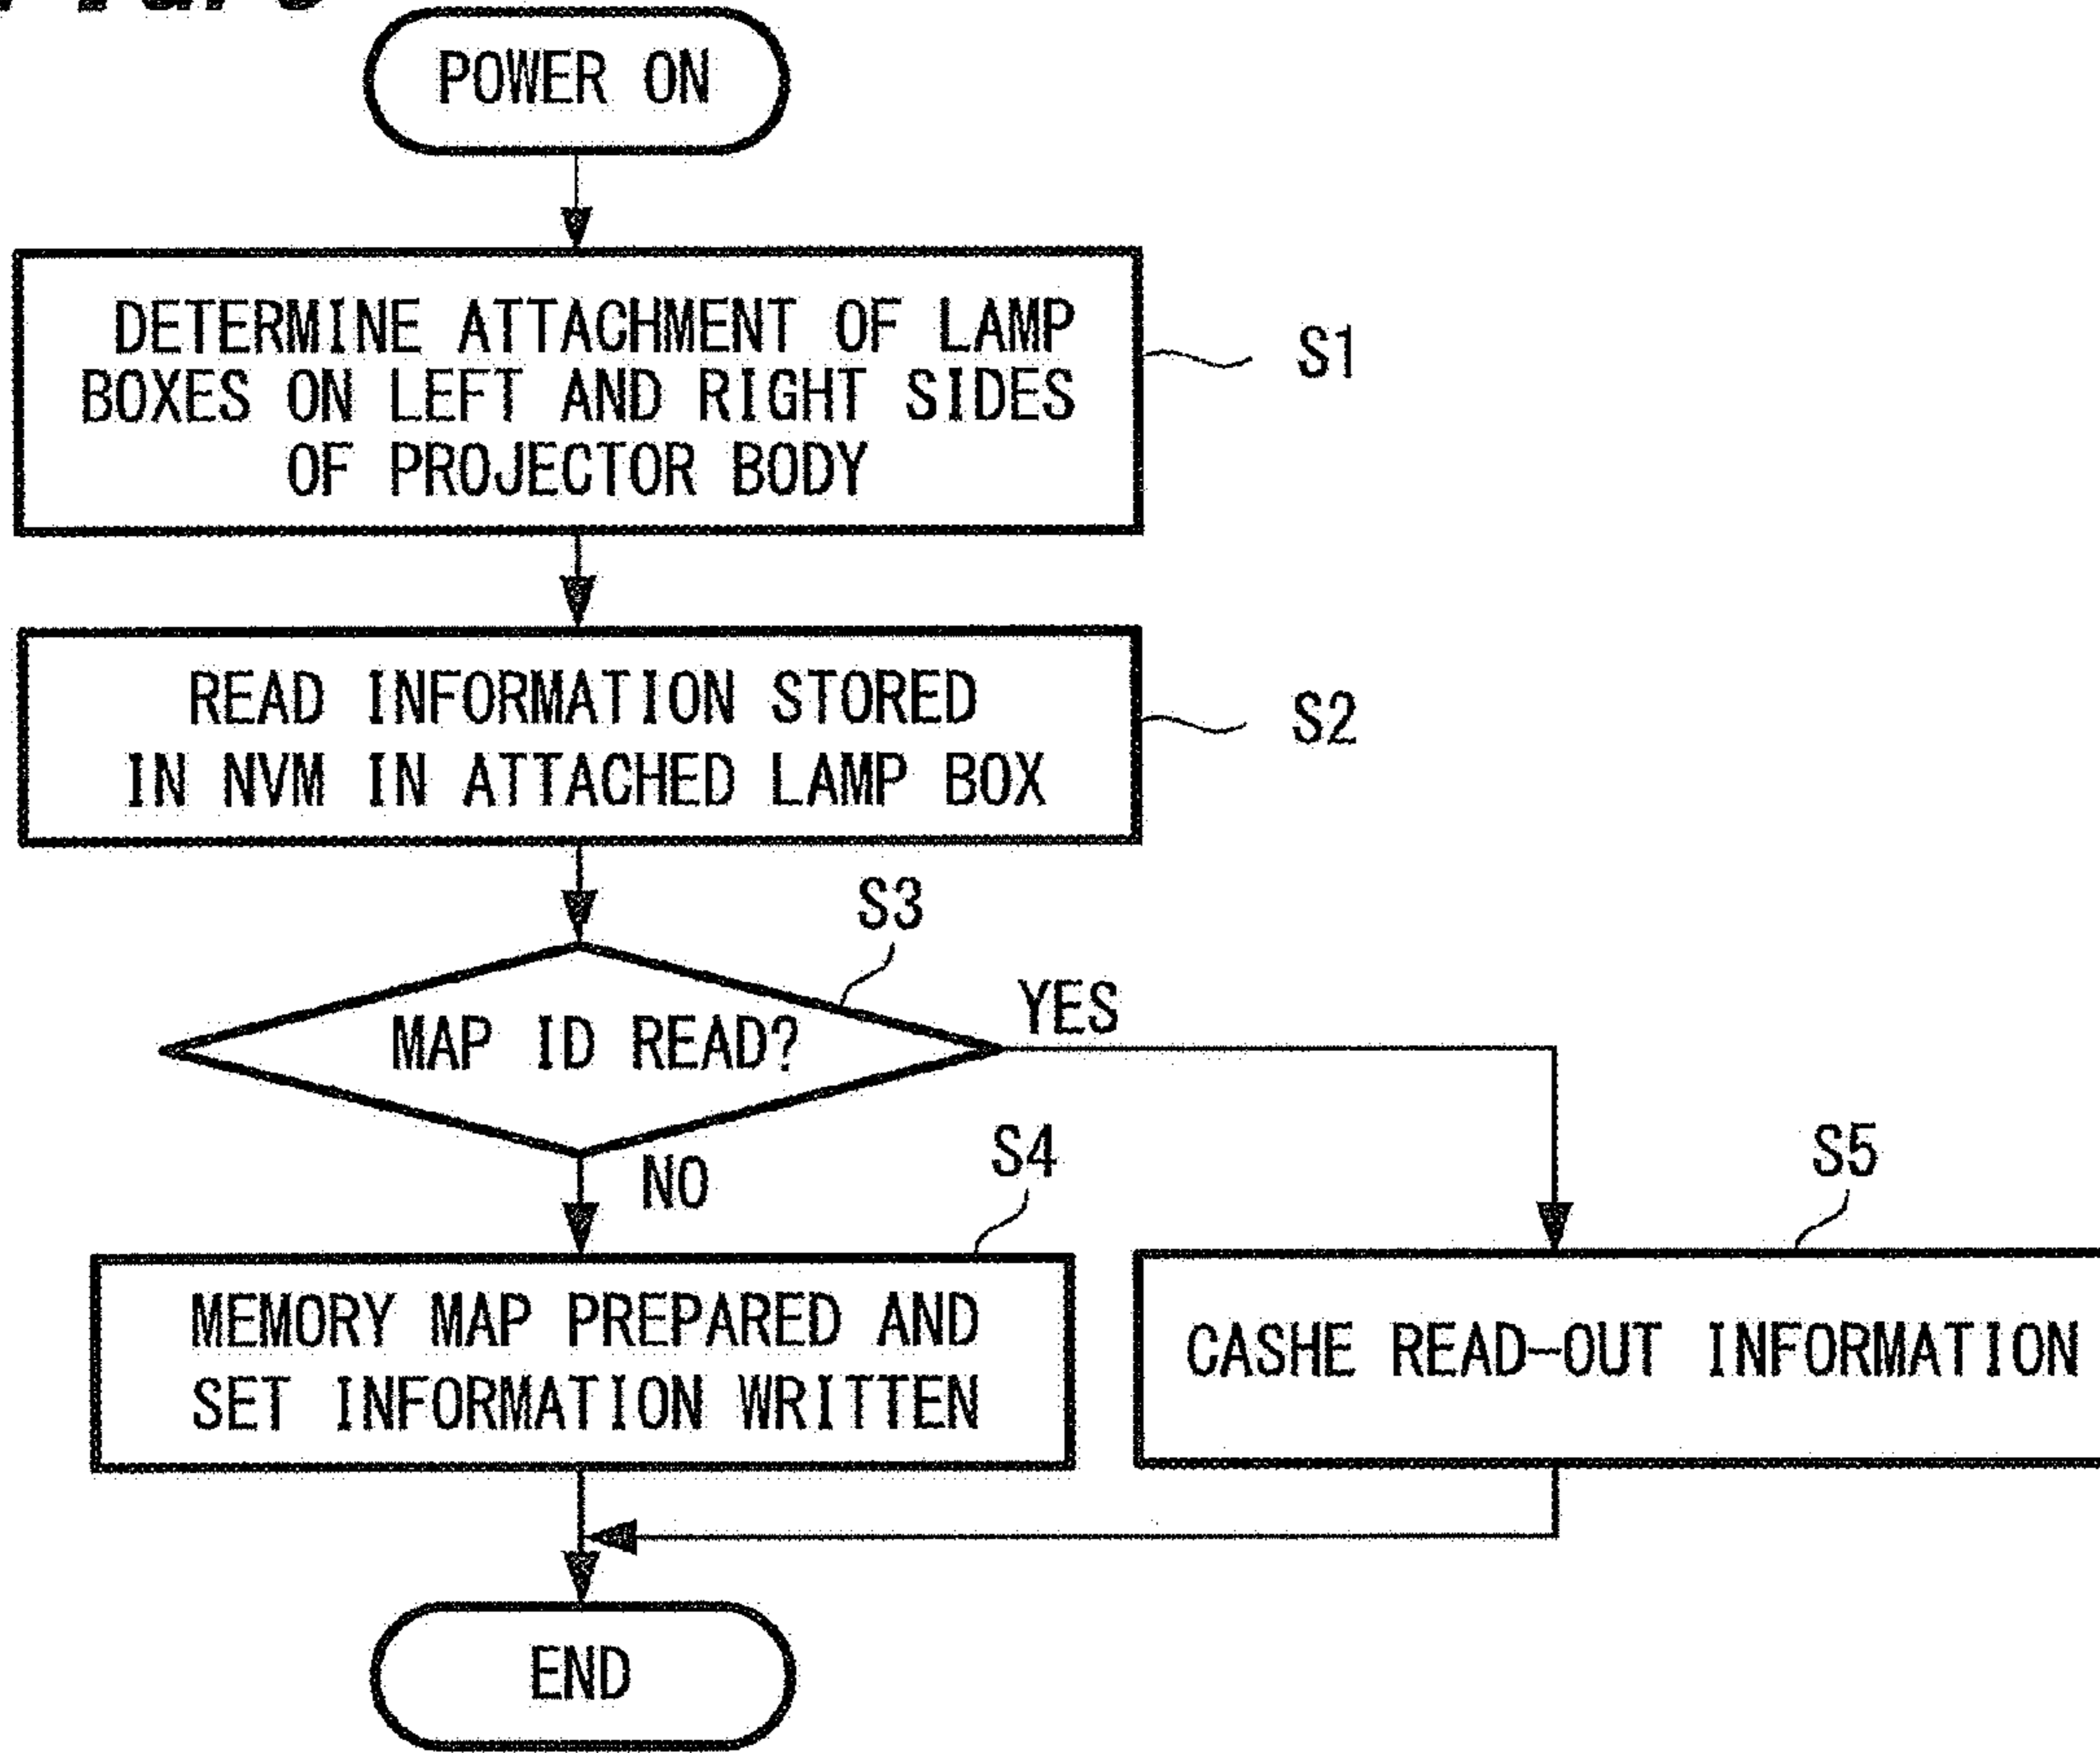 POWER ON
DETERMINE ATTACHMENT OF LAMP
BOXES ON LEFT AND RIGHT SIDES
OF PROJECTOR BODY
S1
READ INFORMATION STORED
IN NVM IN ATTACHED LAMP BOX
S2
S3
MAP ID READ?
YES
NO
S4
MEMORY MAP PREPARED AND
SET INFORMATION WRITTEN
S5
CASHE READ-OUT INFORMATION
END